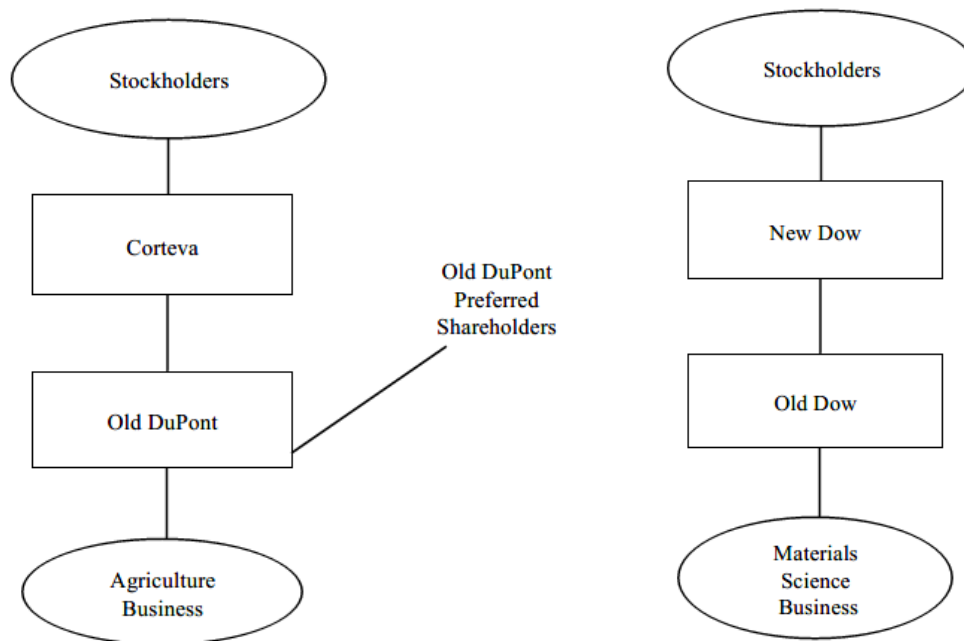 Stockholders
Corteva
Old DuPont
Preferred
Shareholders
Old DuPont
Agriculture
Business
Stockholders
New Dow
Old Dow
Materials
Science
Business